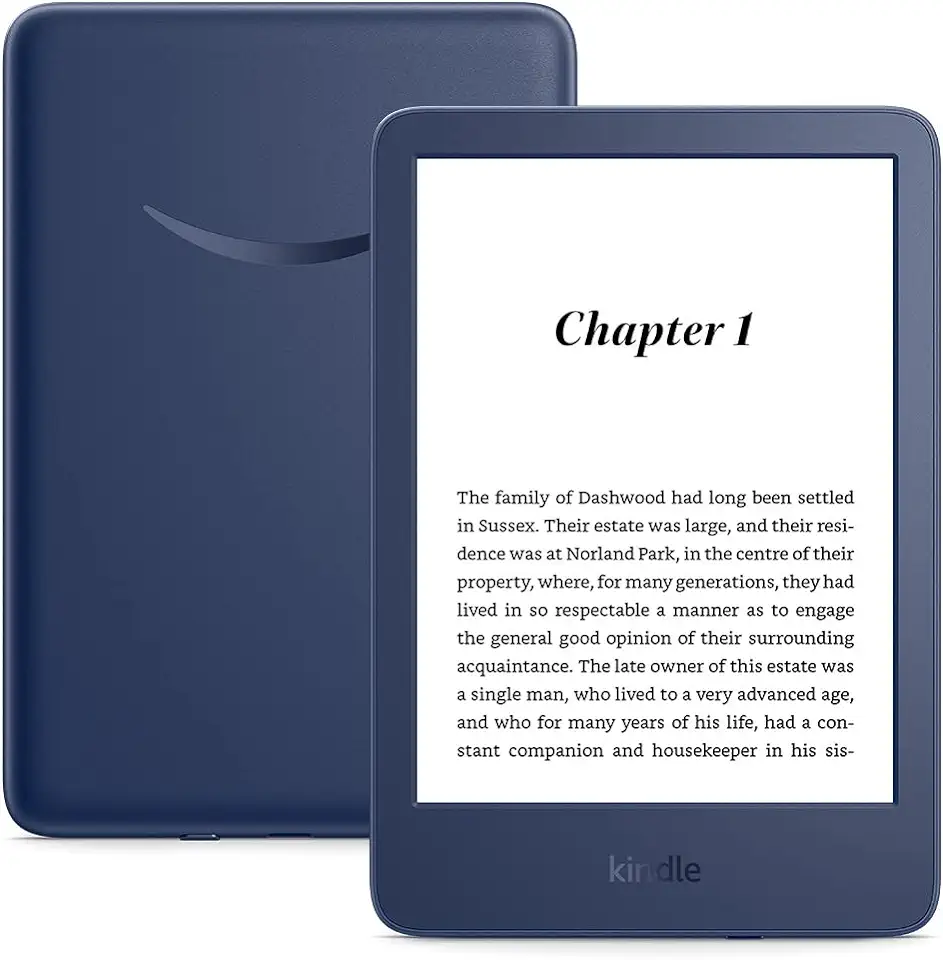 Chapter 1
The family of Dashwood had long been settled
in Sussex. Their estate was large, and their resi-
dence was at Norland Park, in the centre of their
property, where, for many generations, they had
lived in so respectable a manner as to engage
the general good opinion of their surrounding
acquaintance. The late owner of this estate was
a single man, who lived to a very advanced age,
and who for many years of his life, had a con-
stant companion and housekeeper in his sis-
kindle